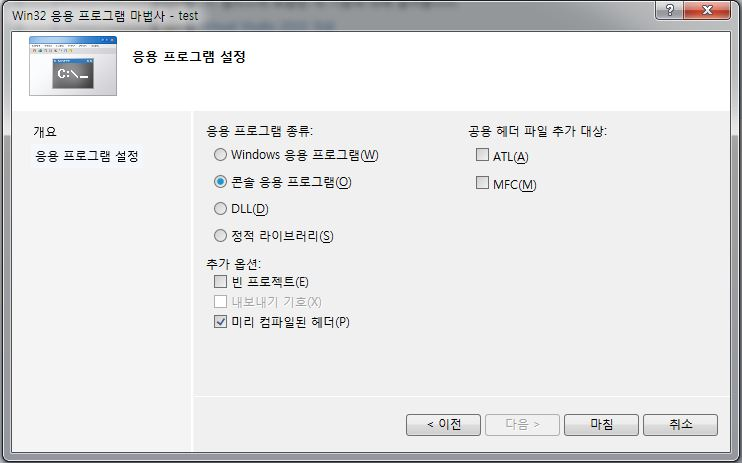 Win32 응용 프로그램 마법사 - test
C:\_
응용 프로그램 설정
개요
응용 프로그램 설정
응용 프로그램 종류:
Windows 응용 프로그램(W)
콘솔 응용 프로그램(O)
DLL(D)
정적 라이브러리(S)
추가 옵션:
빈 프로젝트(E)
내보내기 기호(X)
미리 컴파일된 헤더(P)
공용 헤더 파일 추가 대상:
ATL(A)
MFC(M)
< 이전
다음 >
마침
취소